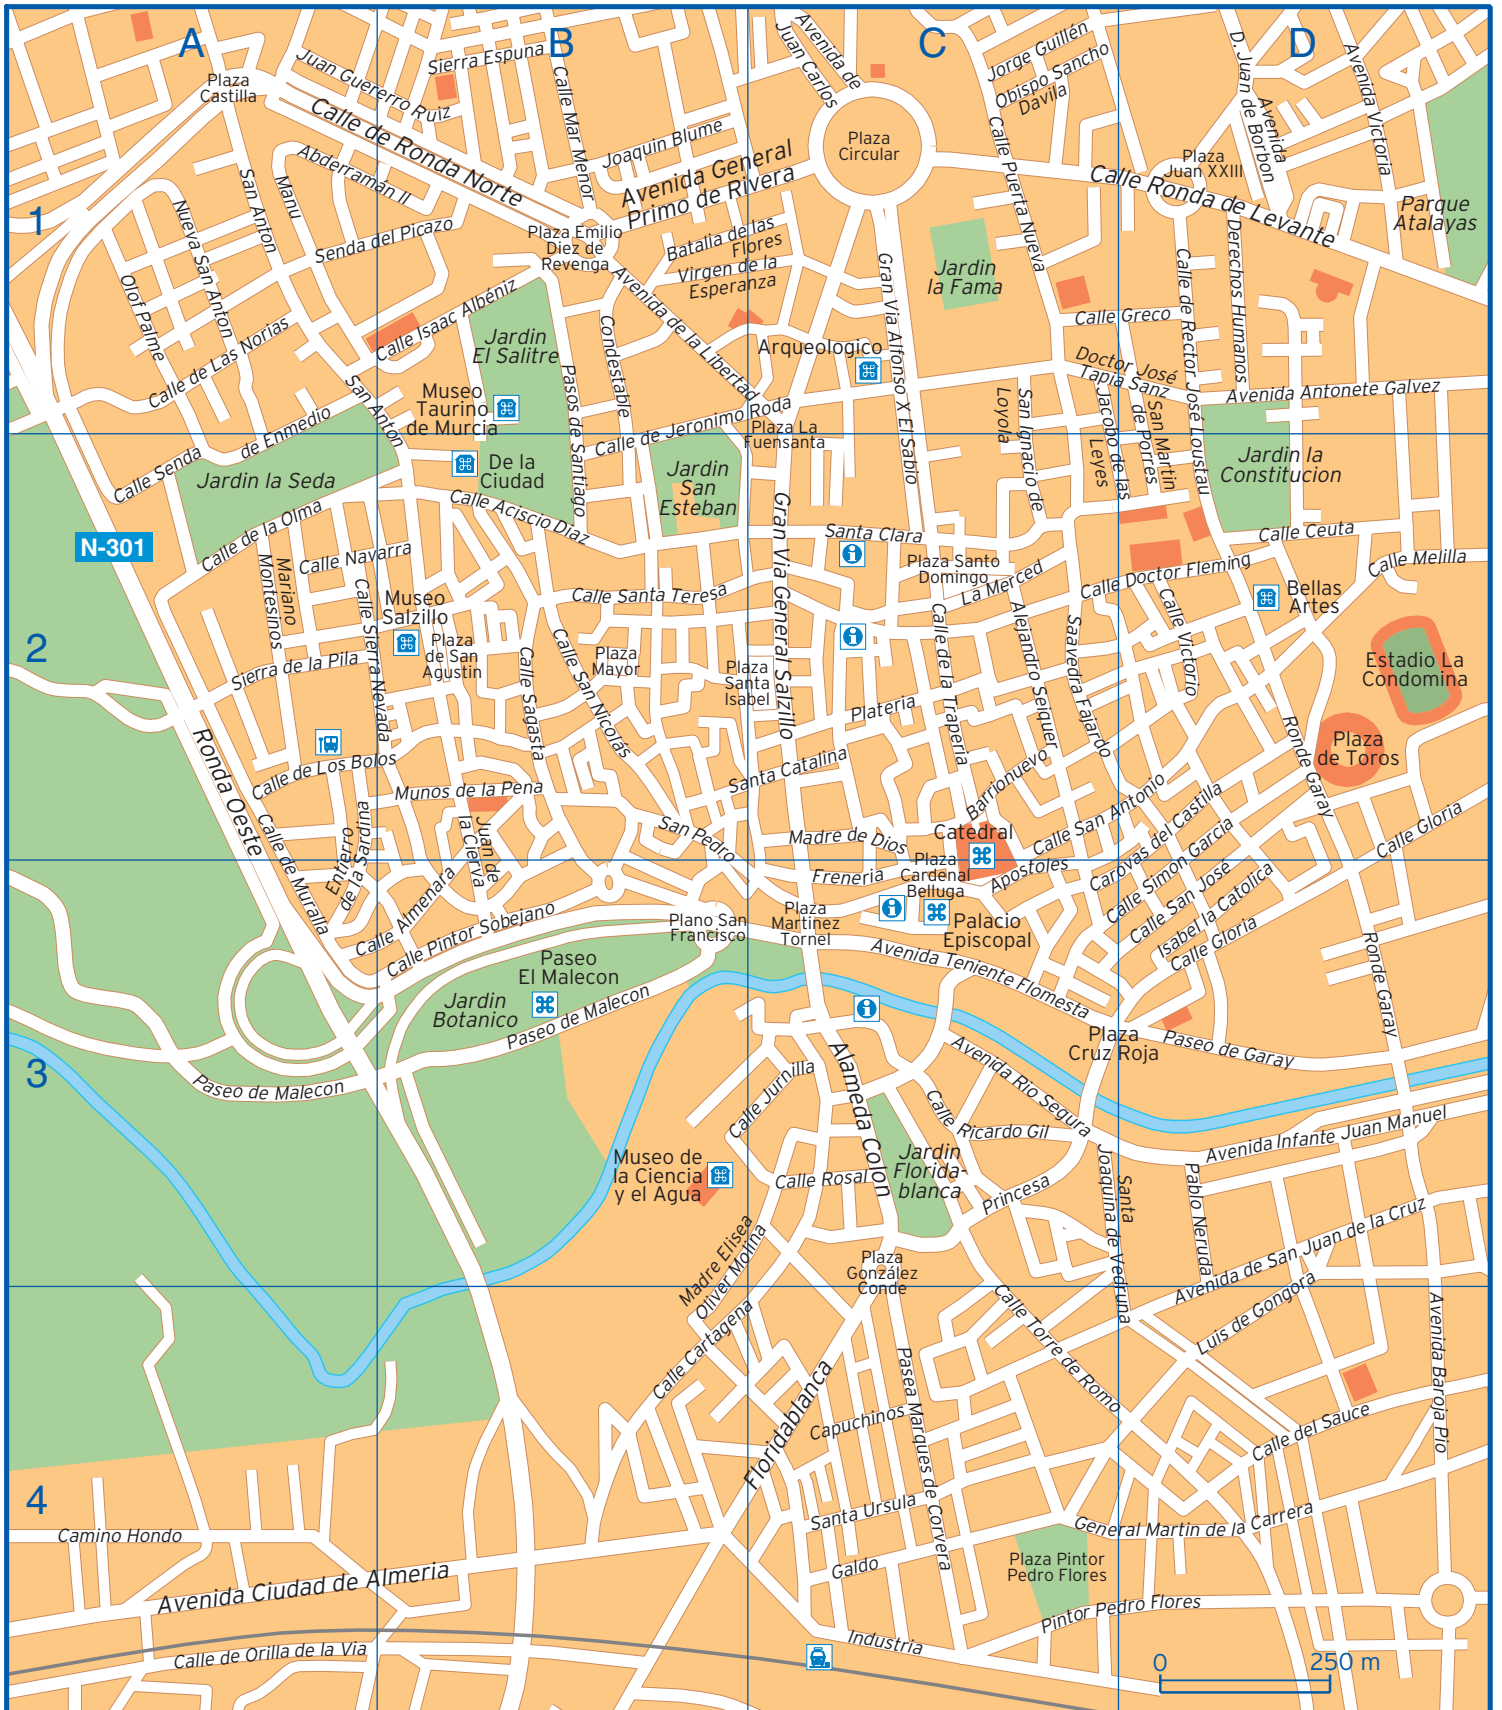 A
B
C
D
1
2
3
4
Plaza
Castilla
Juan Guererro Ruiz
Sierra Espuna
Calle de Ronda Norte
Abderramán II
Manu
San Anton
Nueva San Anton
Olof Palme
Senda del Picazo
Calle Isaac Albéniz
Calle de Las Norias
San Anton
Calle Mar Menor
Joaquin Blume
Avenida General
Primo de Rivera
Plaza Emilio
Diez de
Revenga
Batalia de las
Flores
Virgen de la
Esperanza
Avenida de la Libertad
Condestable
Pasos de Santiago
Jardin
El Salitre
Museo
Taurino
de Murcia
Avenida de
Juan Carlos
Plaza
Circular
Jorge Guillén
Obispo Sancho
Davila
Calle Puerta Nueva
Jardin
la Fama
Gran Via Alfonso X El Sabio
Arqueologico
Calle Greco
Doctor José
Tapia Sanz
Loyola
San Ignacio de
Jacobo de las
Leyes
San Martin
de Porres
D. Juan de Borbon
Avenida
Avenida Victoria
Plaza
Juan XXIII
Calle Ronda de Levante
Parque
Atalayas
Calle de Rector José Loustau
Derechos Humanos
Avenida Antonete Galvez
Calle de Jeronimo Roda
Plaza La
Fuensanta
Calle Senda
de Enmedio
Jardin la Seda
De la
Ciudad
Jardin
San
Esteban
Jardin la
Constitucion
N-301
Calle de la Olma
Calle Aciscio Diaz
Calle Navarra
Mariano
Montesinos
Calle Sierra Nevada
Museo
Salzillo
Plaza
de San
Agustin
Sierra de la Pila
Calle Santa Teresa
Gran Via General Salzillo
Santa Clara
Plaza Santo
Domingo
La Merced
Calle Doctor Fleming
Calle Ceuta
Calle Melilla
Bellas
Artes
Calle Victorio
Estadio La
Condomina
Plaza
de Toros
Ronde Garay
Plaza
Mayor
Plaza
Santa
Isabel
Calle Sagasta
Calle San Nicolás
Plateria
Calle de la Traperia
Alejandro Seiquer
Saavedra Fajardo
Santa Catalina
Barrionuevo
Calle de Los Bolos
Munos de la Pena
Ronda Oeste
Calle de Muralla
Entierro
de la Sardina
Juan de
la Cierva
San Pedro
Madre de Dios
Catedral
Calle San Antonio
Carovas del Castilla
Calle Simon Garcia
Calle San José
Isabel la Catolica
Calle Gloria
Calle Gloria
Freneria
Plaza
Cardenal
Belluga
Apostoles
Palacio
Episcopal
Calle Almenara
Calle Pintor Sobejano
Plano San
Francisco
Plaza
Martinez
Tornel
Avenida Teniente Flomesta
Paseo
El Malecon
Jardin
Botanico
Paseo de Malecon
Paseo de Malecon
Plaza
Cruz Roja
Paseo de Garay
Ronde Garay
Alameda Colon
Avenida Rio Segura
Calle Jurnilla
Calle Ricardo Gil
Avenida Infante Juan Manuel
Museo de
la Ciencia
y el Agua
Calle Rosal
Jardin
Florida-
blanca
Princesa
Santa
Joaquina de Vedruna
Pablo Neruda
Avenida de San Juan de la Cruz
Madre Elisea
Oliver Molina
Plaza
González
Conde
Calle Cartagena
Calle Torre de Romo
Luis de Gongora
Avenida Baroja Pio
Floridablanca
Pasea Marques de Corvera
Capuchinos
Calle del Sauce
Santa Ursula
General Martin de la Carrera
Camino Hondo
Avenida Ciudad de Almeria
Galdo
Plaza Pintor
Pedro Flores
Pintor Pedro Flores
Calle de Orilla de la Via
Industria
0
250 m